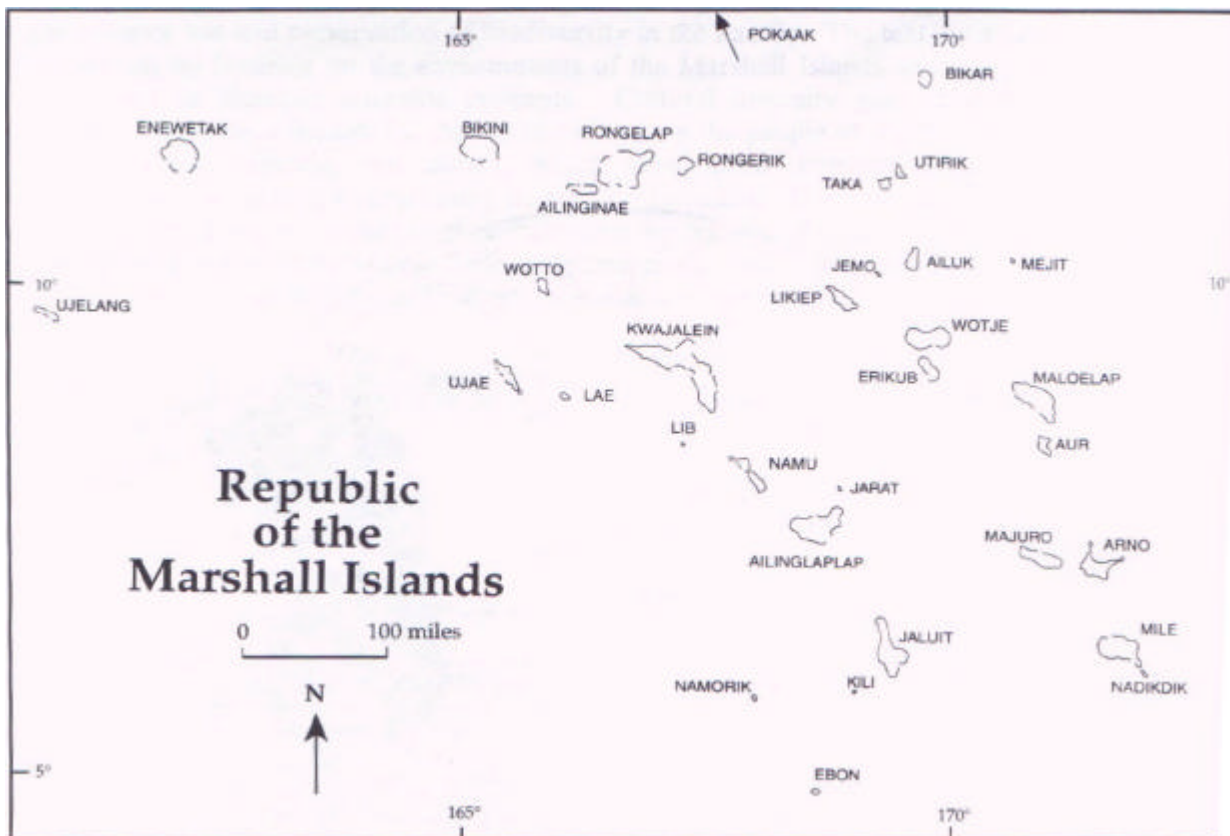 165°
POKAAK
170°
BIKAR
ENEWETAK
BIKINI
RONGELAP
RONGERIK
UTIRIK
TAKA
AILINGINAE
WOTTO
JEMO
AILUK
MEJIT
10°
10°
LIKIEP
UJELANG
KWAJALEIN
WOTJE
UJAE
LAE
ERIKUB
MALOELAP
LIB
AUR
NAMU
JARAT
Republic
of the
Marshall Islands
MAJURO
ARNO
AILINGLAPLAP
0 100 miles
JALUIT
MILE
N
NAMORIK
KILI
NADIKDIK
5°
EBON
165°
170°